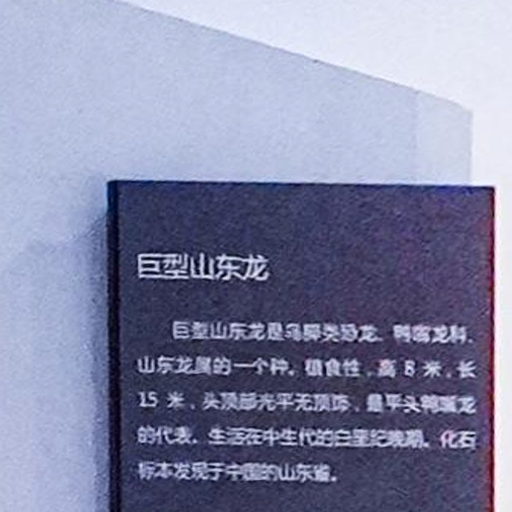 巨型山东龙
巨型山东龙是鸟脚类恐龙、鸭嘴龙科、
山东龙属的一个种。植食性，高 8 米，长
15 米，头顶部光平无顶饰，是平头鸭嘴龙
的代表。生活在中生代的白垩纪晚期。化石
标本发现于中国的山东省。